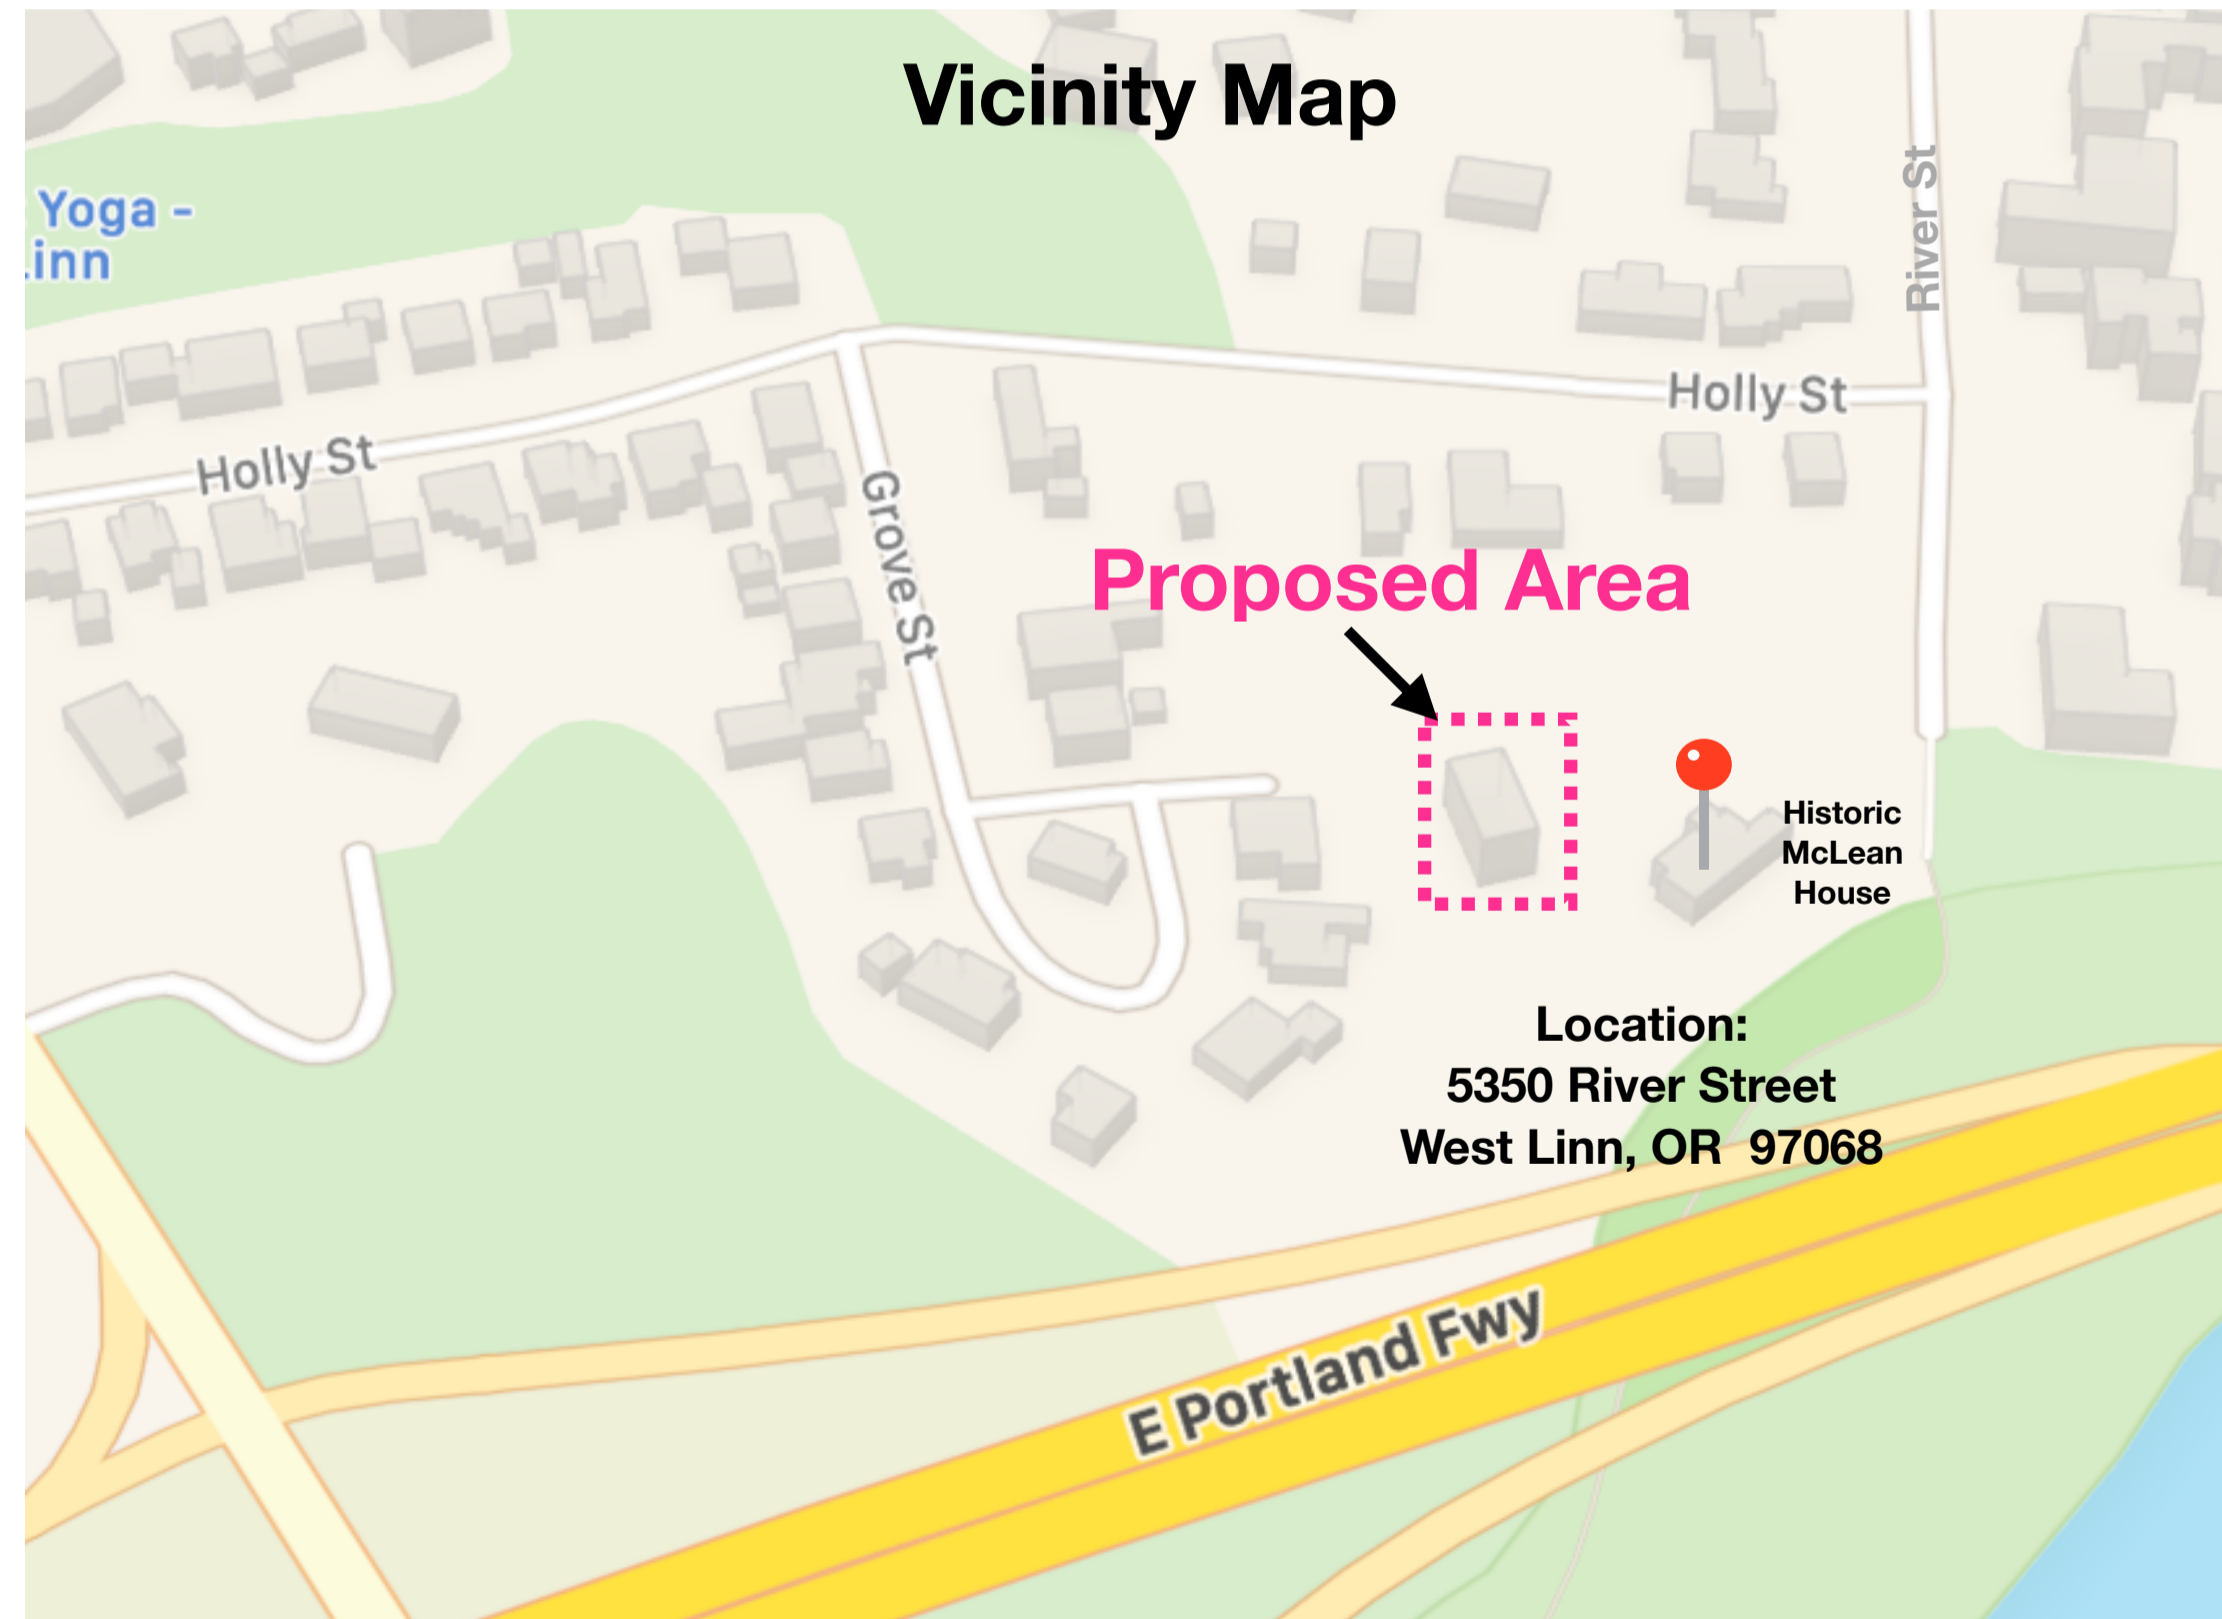 Vicinity Map
River St
Yoga -
Linn
Holly St
Holly St
Grove St
Proposed Area
Historic
McLean
House
Location:
5350 River Street
West Linn, OR 97068
E Portland Fwy